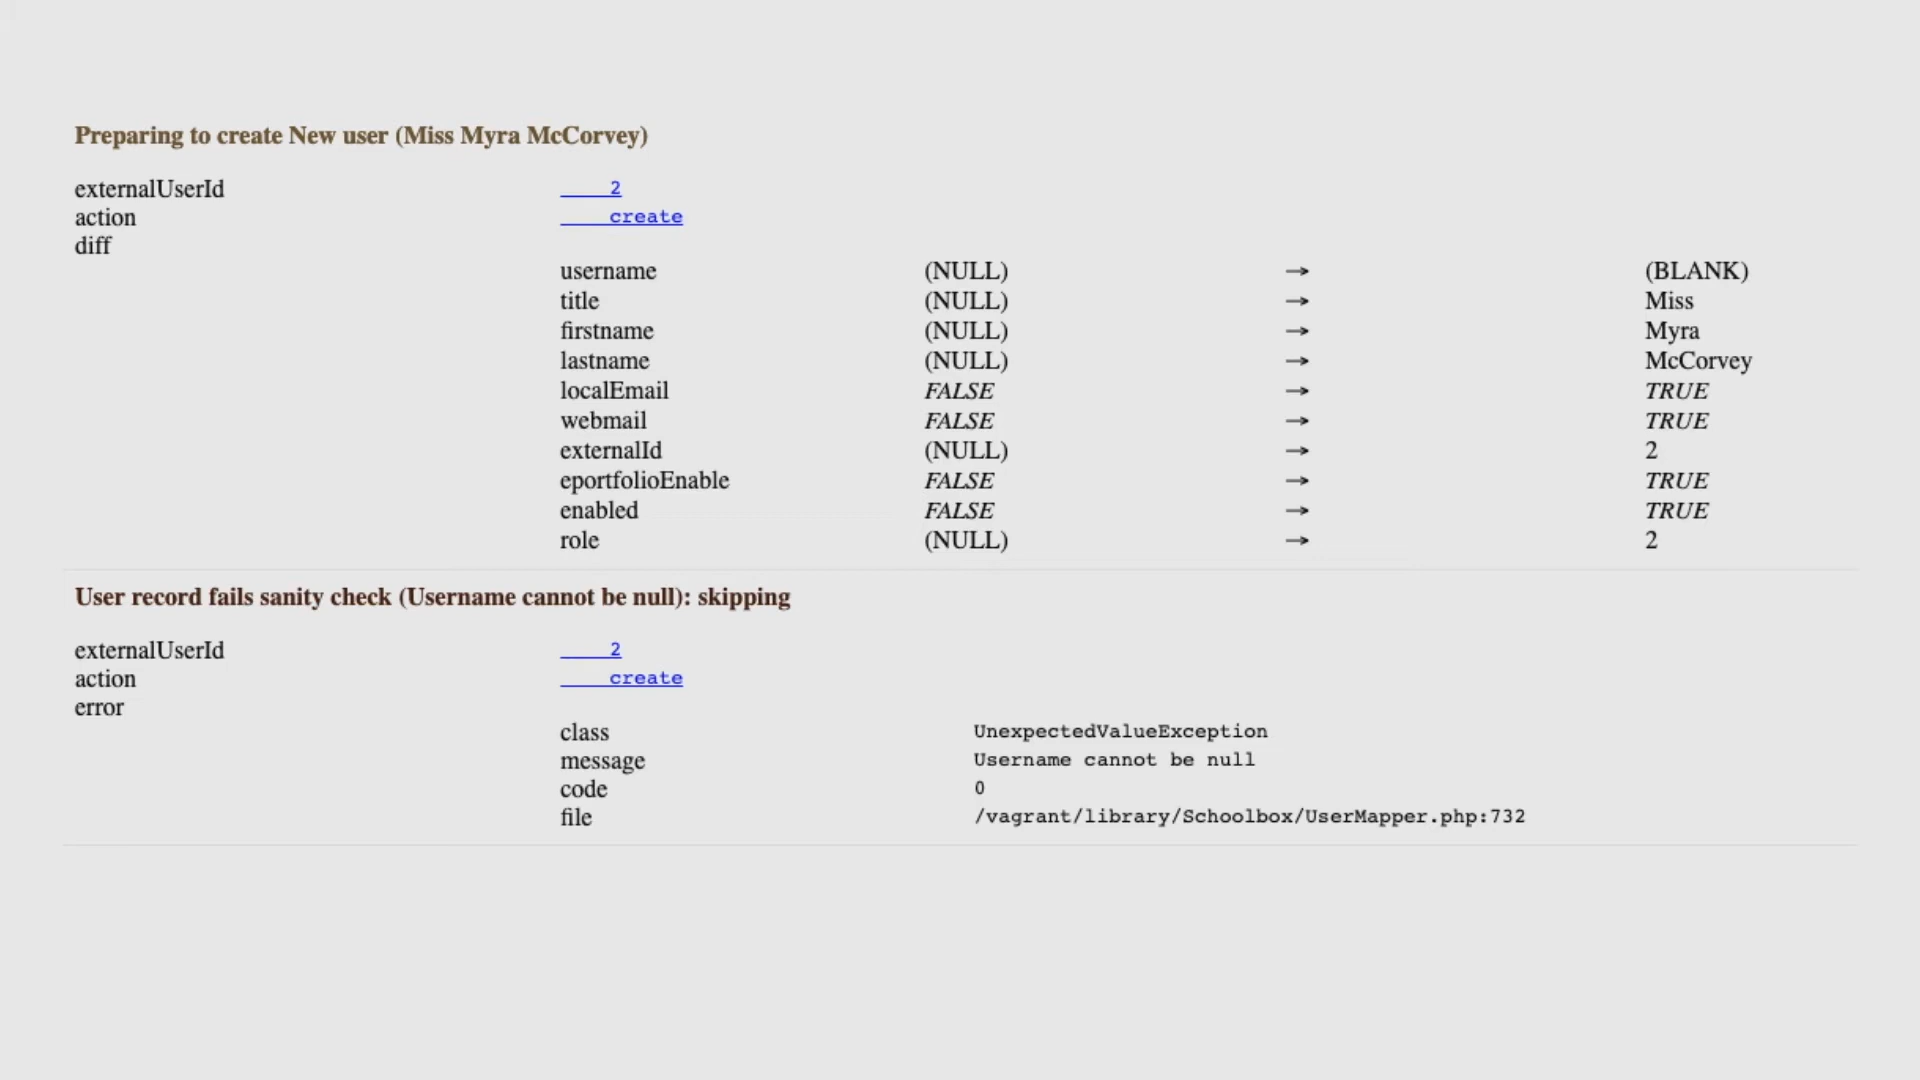 Preparing to create New user (Miss Myra McCorvey)
externalUserId 2
action create
diff
username (NULL) → (BLANK)
title (NULL) → Miss
firstname (NULL) → Myra
lastname (NULL) → McCorvey
localEmail FALSE → TRUE
webmail FALSE → TRUE
externalId (NULL) → 2
eportfolioEnable FALSE → TRUE
enabled FALSE → TRUE
role (NULL) → 2
User record fails sanity check (Username cannot be null): skipping
externalUserId 2
action create
error
class UnexpectedValueException
message Username cannot be null
code 0
file /vagrant/library/Schoolbox/UserMapper.php:732